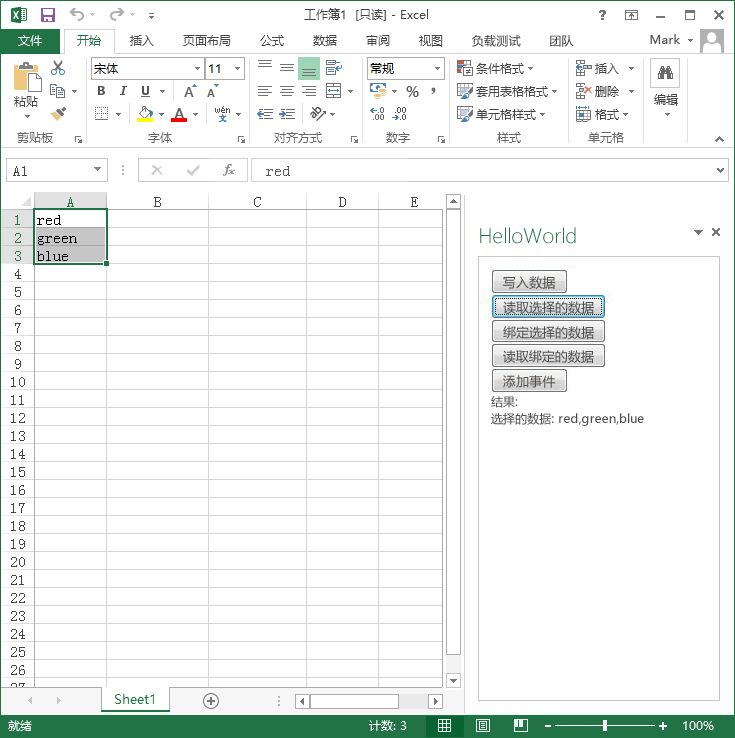 工作簿1 [只读] - Excel
文件 开始 插入 页面布局 公式 数据 审阅 视图 负载测试 团队 Mark
粘贴
宋体 11
B I U A A
wén 文
A
常规
% ,
条件格式
套用表格格式
单元格样式
插入
删除
格式
编辑
剪贴板 字体 对齐方式 数字 样式 单元格
A1 fx red
A B C D E
1 red
2 green
3 blue
4
5
6
7
8
9
10
11
12
13
14
15
16
17
18
19
20
21
22
23
24
25
26
27
HelloWorld
写入数据
读取选择的数据
绑定选择的数据
读取绑定的数据
添加事件
结果:
选择的数据: red,green,blue
Sheet1
就绪 计数: 3 100%